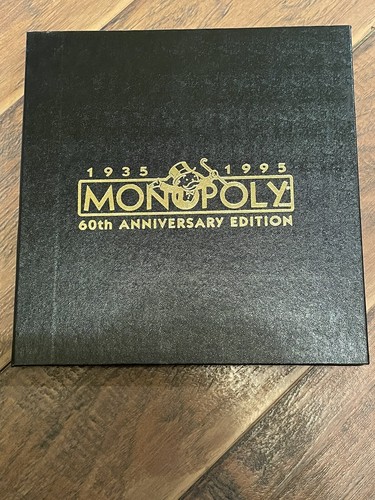 1935 1995
MONOPOLY
60th ANNIVERSARY EDITION